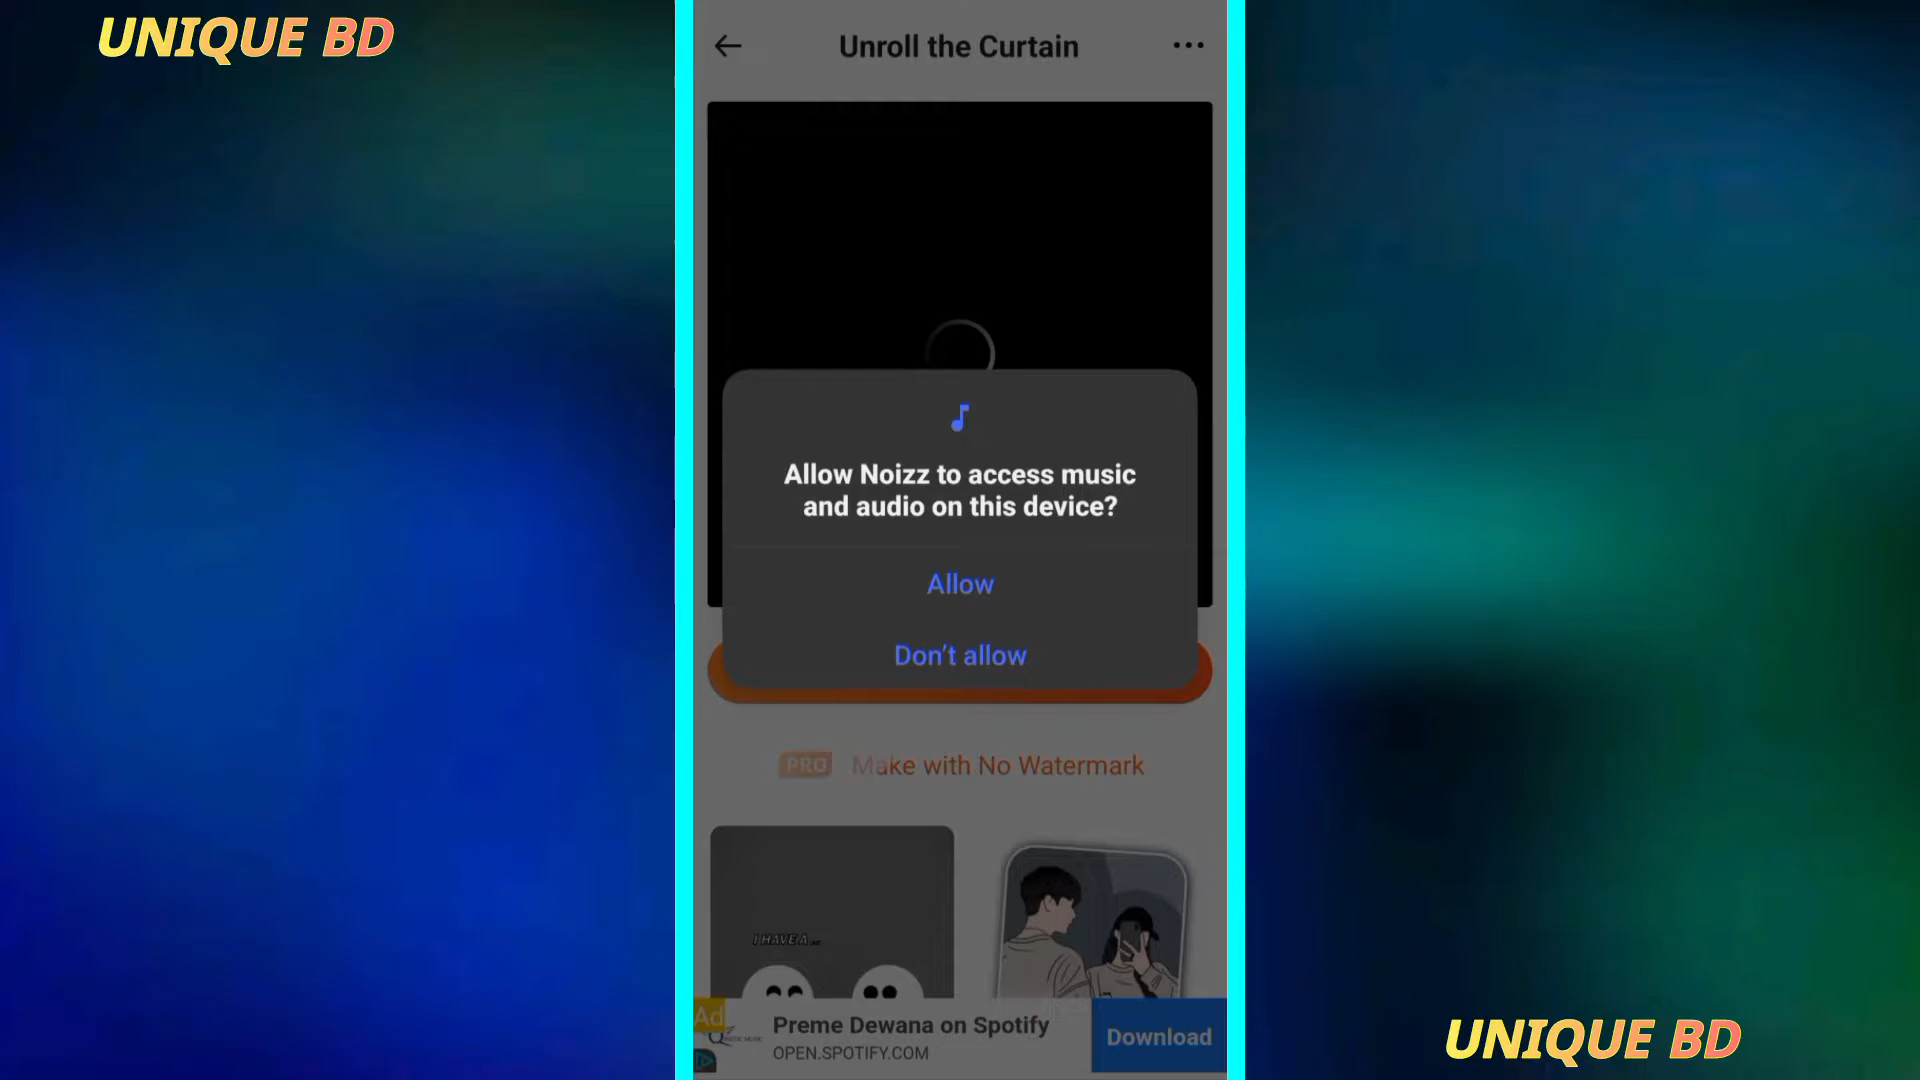 UNIQUE BD
Unroll the Curtain
Allow Noizz to access music
and audio on this device?
Allow
Don’t allow
PRO Make with No Watermark
I HAVE A
Ad
Preme Dewana on Spotify
OPEN.SPOTIFY.COM
Download
UNIQUE BD